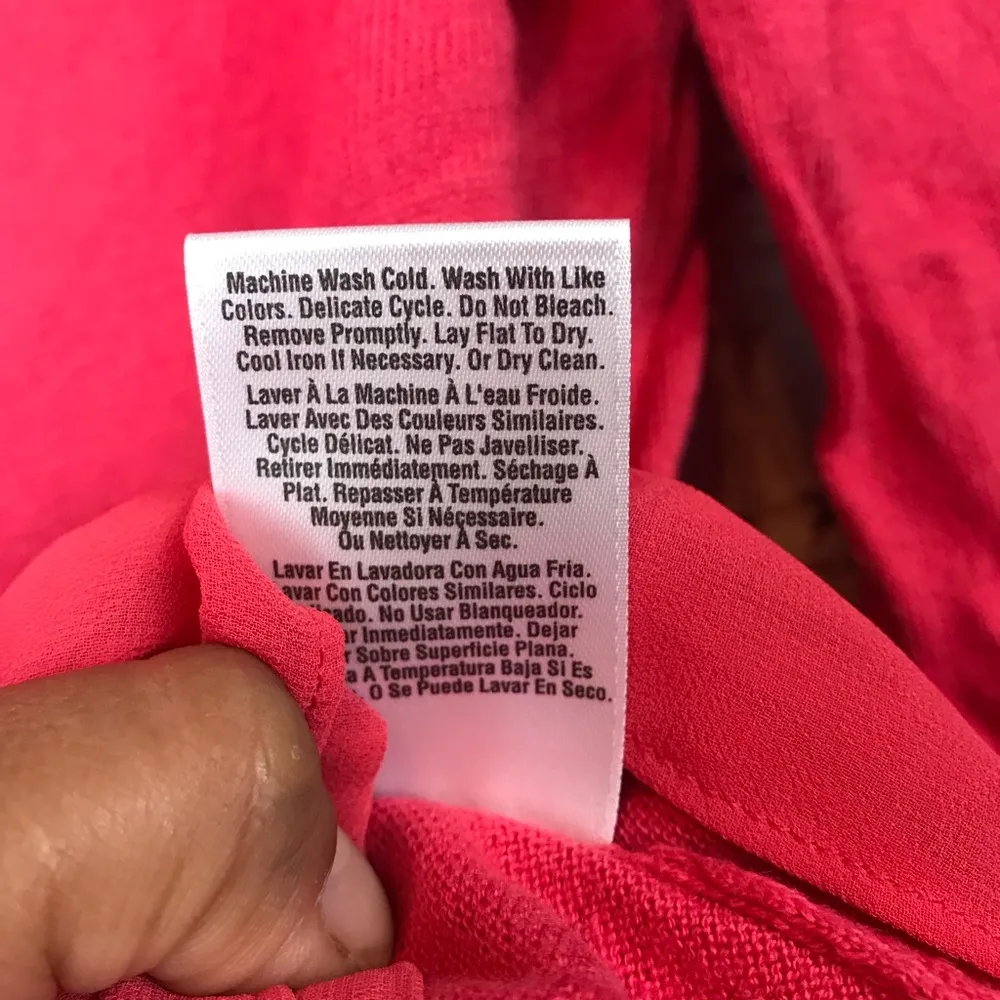 Machine Wash Cold. Wash With Like
Colors. Delicate Cycle. Do Not Bleach.
Remove Promptly. Lay Flat To Dry.
Cool Iron If Necessary. Or Dry Clean.
Laver À La Machine À L'eau Froide.
Laver Avec Des Couleurs Similaires.
Cycle Délicat. Ne Pas Javelliser.
Retirer Immédiatement. Séchage À
Plat. Repasser À Température
Moyenne Si Nécessaire.
Ou Nettoyer À Sec.
Lavar En Lavadora Con Agua Fria.
Con Colores Similares. Ciclo
No Usar Blanqueador.
Inmediatamente. Dejar
Sobre Superficie Plana.
A Temperatura Baja Si Es
O Se Puede Lavar En Seco.